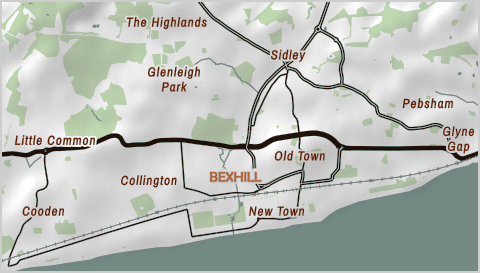 The Highlands
Sidley
Glenleigh
Park
Pebsham
Glyne
Gap
Little Common
Old Town
Collington
BEXHILL
Cooden
New Town